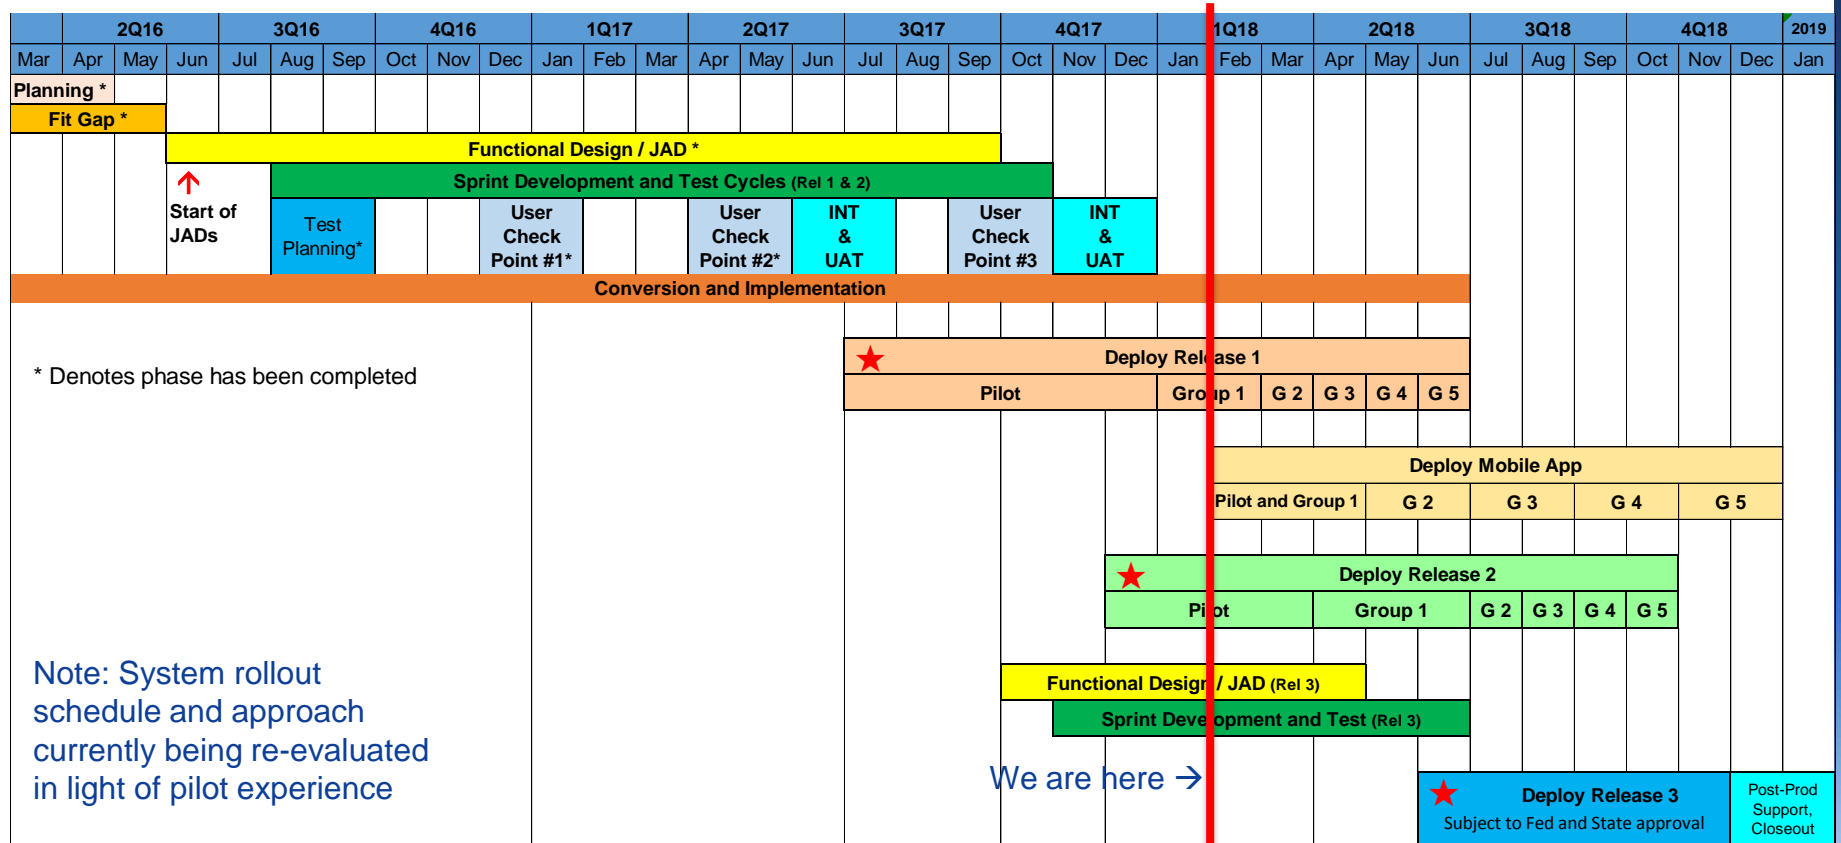 2Q16 3Q16 4Q16 1Q17 2Q17 3Q17 4Q17 1Q18 2Q18 3Q18 4Q18 2019
Mar Apr May Jun Jul Aug Sep Oct Nov Dec Jan Feb Mar Apr May Jun Jul Aug Sep Oct Nov Dec Jan Feb Mar Apr May Jun Jul Aug Sep Oct Nov Dec Jan
Planning *
Fit Gap *
Functional Design / JAD *
Sprint Development and Test Cycles (Rel 1 & 2)
Start of
JADs
Test
Planning*
User
Check
Point #1*
User
Check
Point #2*
INT
&
UAT
User
Check
Point #3
INT
&
UAT
Conversion and Implementation
* Denotes phase has been completed
Deploy Release 1
Pilot Group 1 G 2 G 3 G 4 G 5
Deploy Mobile App
Pilot and Group 1 G 2 G 3 G 4 G 5
Deploy Release 2
Pilot Group 1 G 2 G 3 G 4 G 5
Note: System rollout
schedule and approach
currently being re-evaluated
in light of pilot experience
Functional Design / JAD (Rel 3)
Sprint Development and Test (Rel 3)
We are here →
Deploy Release 3
Subject to Fed and State approval
Post-Prod
Support,
Closeout